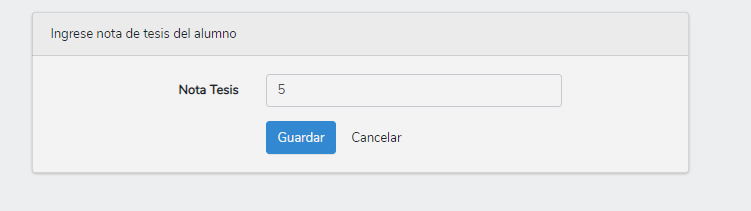 Ingrese nota de tesis del alumno
Nota Tesis 5
Guardar Cancelar